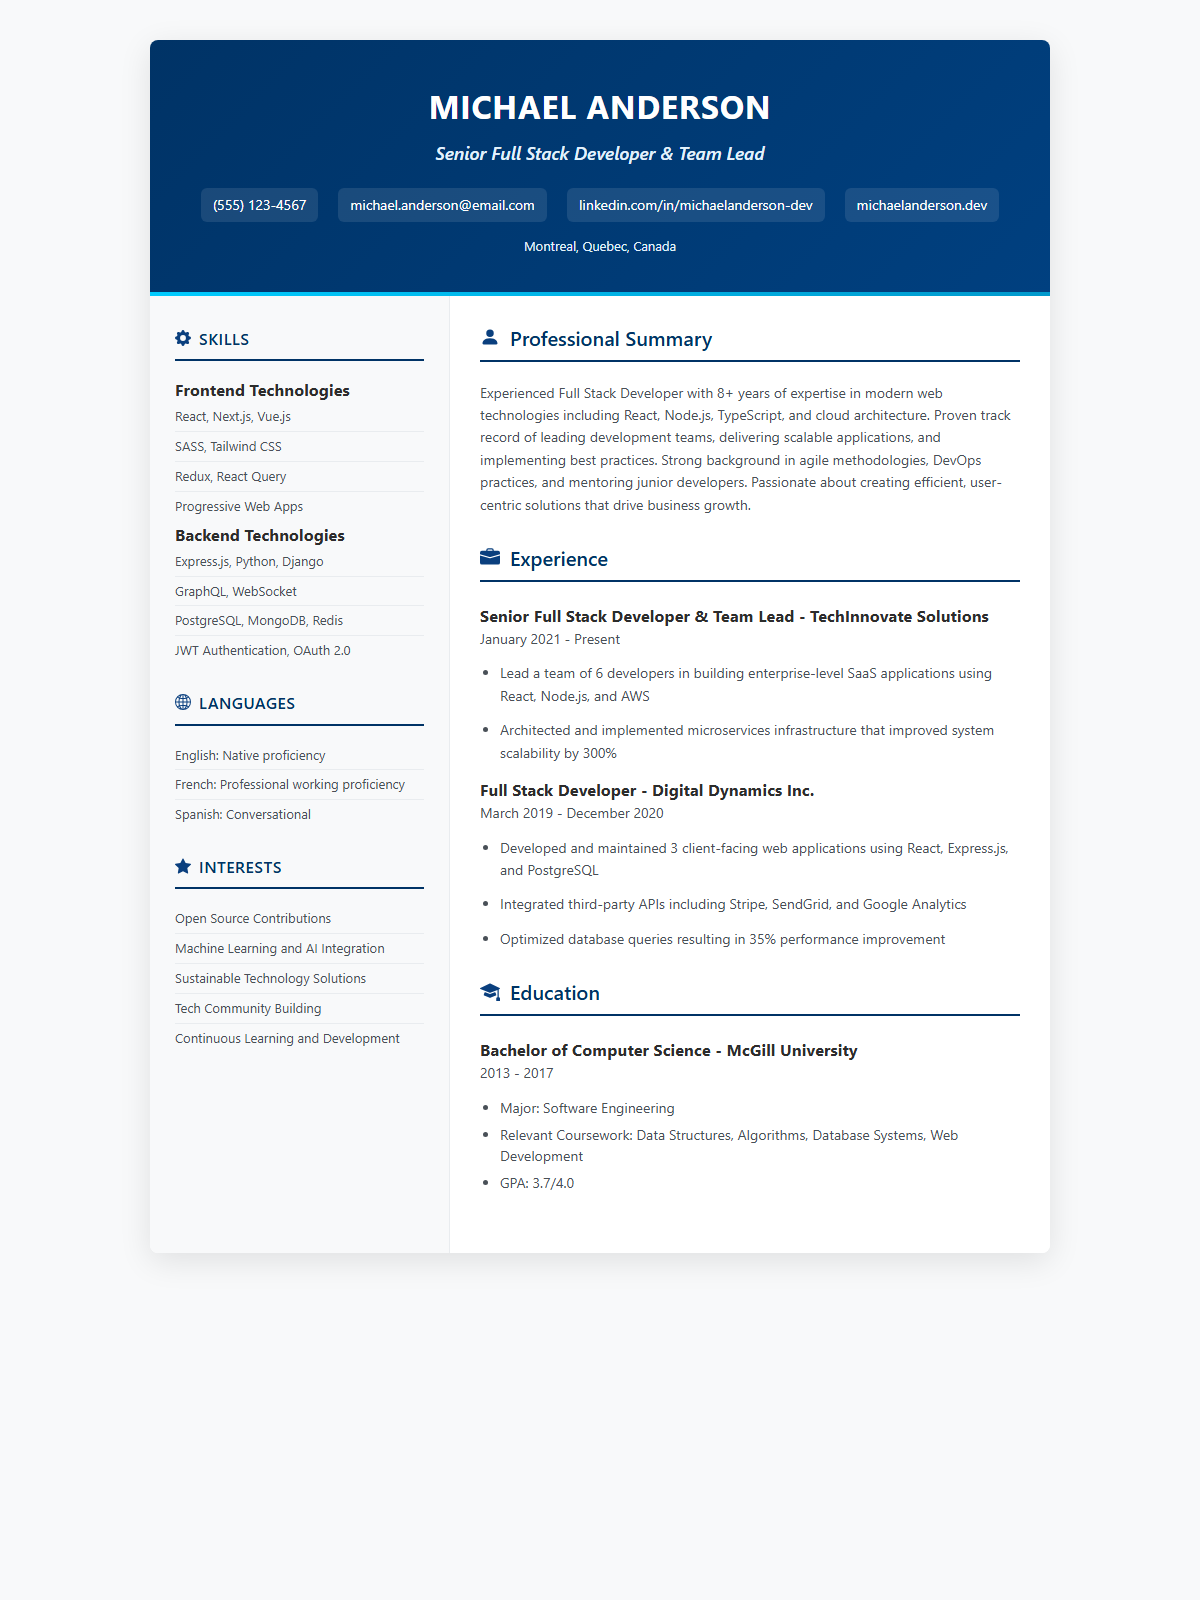 MICHAEL ANDERSON
Senior Full Stack Developer & Team Lead
(555) 123-4567
michael.anderson@email.com
linkedin.com/in/michaelanderson-dev
michaelanderson.dev
Montreal, Quebec, Canada
SKILLS
Frontend Technologies
React, Next.js, Vue.js
SASS, Tailwind CSS
Redux, React Query
Progressive Web Apps
Backend Technologies
Express.js, Python, Django
GraphQL, WebSocket
PostgreSQL, MongoDB, Redis
JWT Authentication, OAuth 2.0
LANGUAGES
English: Native proficiency
French: Professional working proficiency
Spanish: Conversational
INTERESTS
Open Source Contributions
Machine Learning and AI Integration
Sustainable Technology Solutions
Tech Community Building
Continuous Learning and Development
Professional Summary
Experienced Full Stack Developer with 8+ years of expertise in modern web
technologies including React, Node.js, TypeScript, and cloud architecture. Proven track
record of leading development teams, delivering scalable applications, and
implementing best practices. Strong background in agile methodologies, DevOps
practices, and mentoring junior developers. Passionate about creating efficient, user-
centric solutions that drive business growth.
Experience
Senior Full Stack Developer & Team Lead - TechInnovate Solutions
January 2021 - Present
• Lead a team of 6 developers in building enterprise-level SaaS applications using
React, Node.js, and AWS
• Architected and implemented microservices infrastructure that improved system
scalability by 300%
Full Stack Developer - Digital Dynamics Inc.
March 2019 - December 2020
• Developed and maintained 3 client-facing web applications using React, Express.js,
and PostgreSQL
• Integrated third-party APIs including Stripe, SendGrid, and Google Analytics
• Optimized database queries resulting in 35% performance improvement
Education
Bachelor of Computer Science - McGill University
2013 - 2017
• Major: Software Engineering
• Relevant Coursework: Data Structures, Algorithms, Database Systems, Web
Development
• GPA: 3.7/4.0